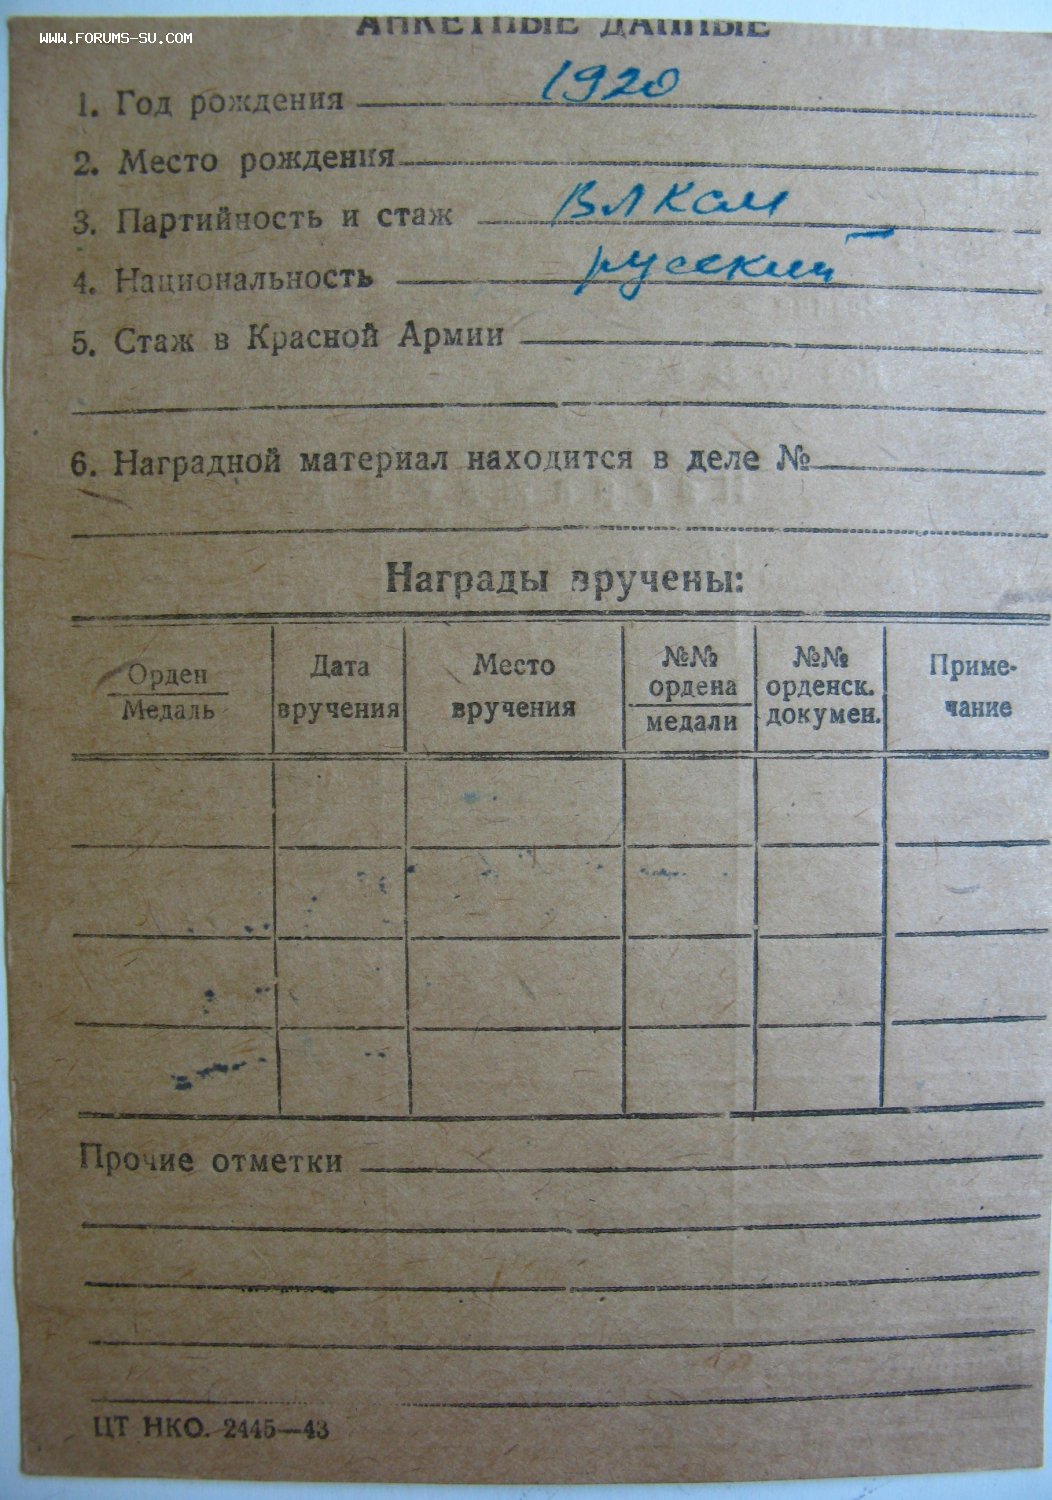 WWW.FORUMS-SU.COM
АНКЕТНЫЕ ДАННЫЕ
1. Год рождения 1920
2. Место рождения
3. Партийность и стаж ВЛКСМ
4. Национальность русский
5. Стаж в Красной Армии
6. Наградной материал находится в деле №
Награды вручены:
Орден
Медаль
Дата
вручения
Место
вручения
№№
ордена
медали
№№
орденск.
докумен.
Приме-
чание
Прочие отметки
ЦТ НКО. 2445—43